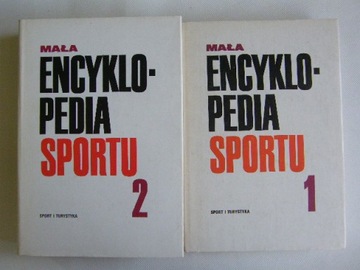 MAŁA
ENCYKLO-
PEDIA
SPORTU
2
SPORT I TURYSTYKA
MAŁA
ENCYKLO-
PEDIA
SPORTU
1
SPORT I TURYSTYKA